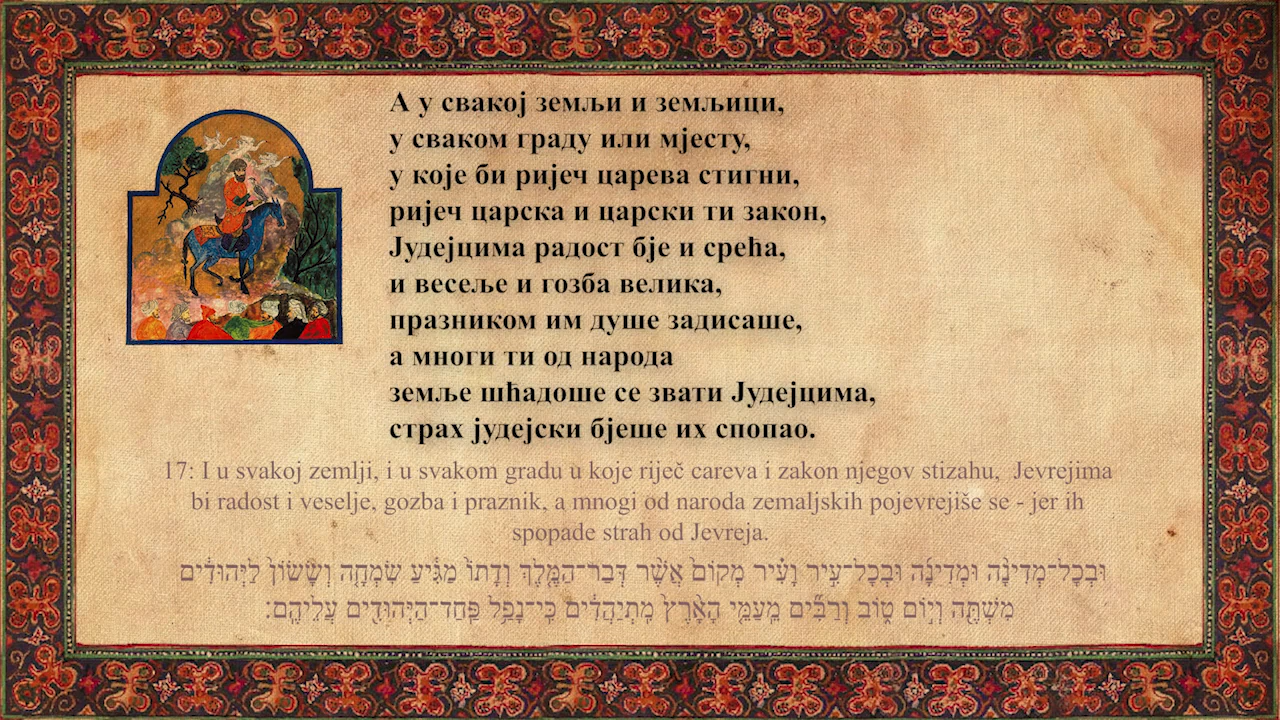 А у свакој земљи и земљици,
у сваком граду или мјесту,
у које би ријеч царева стигни,
ријеч царска и царски ти закон,
Јудејцима радост бје и срећа,
и весеље и гозба велика,
празником им душе задисаше,
а многи ти од народа
земље шћадоше се звати Јудејцима,
страх јудејски бјеше их спопао.
17: I u svakoj zemlji, i u svakom gradu u koje riječ careva i zakon njegov stizahu,  Jevrejima
bi radost i veselje, gozba i praznik, a mnogi od naroda zemaljskih pojevrejiše se - jer ih
spopade strah od Jevreja.
וּבְכָל־מְדִינָ֨ה וּמְדִינָ֜ה וּבְכָל־עִ֣יר וָעִ֗יר מְקוֹם֙ אֲשֶׁ֨ר דְּבַר־הַמֶּ֤לֶךְ וְדָתוֹ֙ מַגִּ֔יעַ שִׂמְחָ֤ה וְשָׂשׂוֹן֙ לַיְּהוּדִ֔ים
מִשְׁתֶּ֖ה וְי֣וֹם ט֑וֹב וְרַבִּ֞ים מֵֽעַמֵּ֤י הָאָ֙רֶץ֙ מִֽתְיַהֲדִ֔ים כִּֽי־נָפַ֥ל פַּֽחַד־הַיְּהוּדִ֖ים עֲלֵיהֶֽם׃